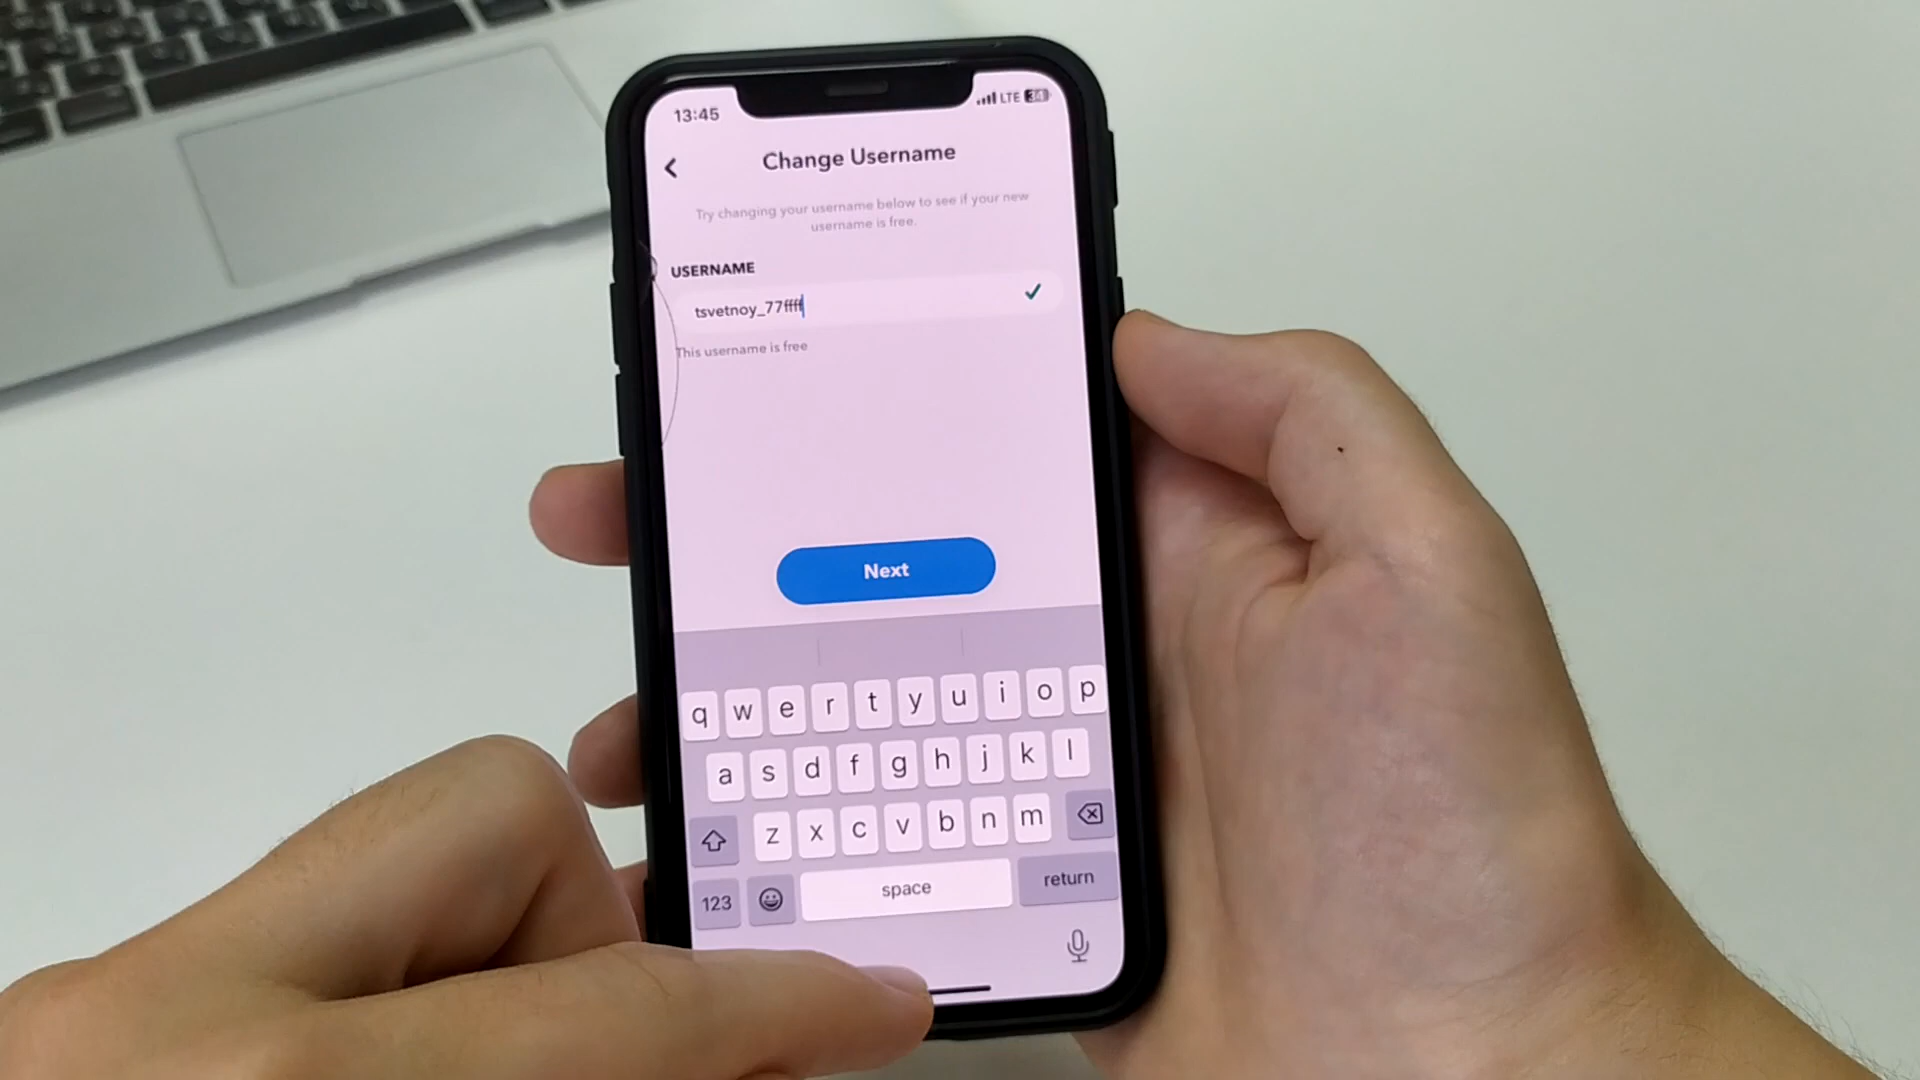 13:45
LTE 34
Change Username
Try changing your username below to see if your new
username is free.
USERNAME
tsvetnoy_77ffff
This username is free
Next
q w e r t y u i o p
a s d f g h j k l
z x c v b n m
123 space return